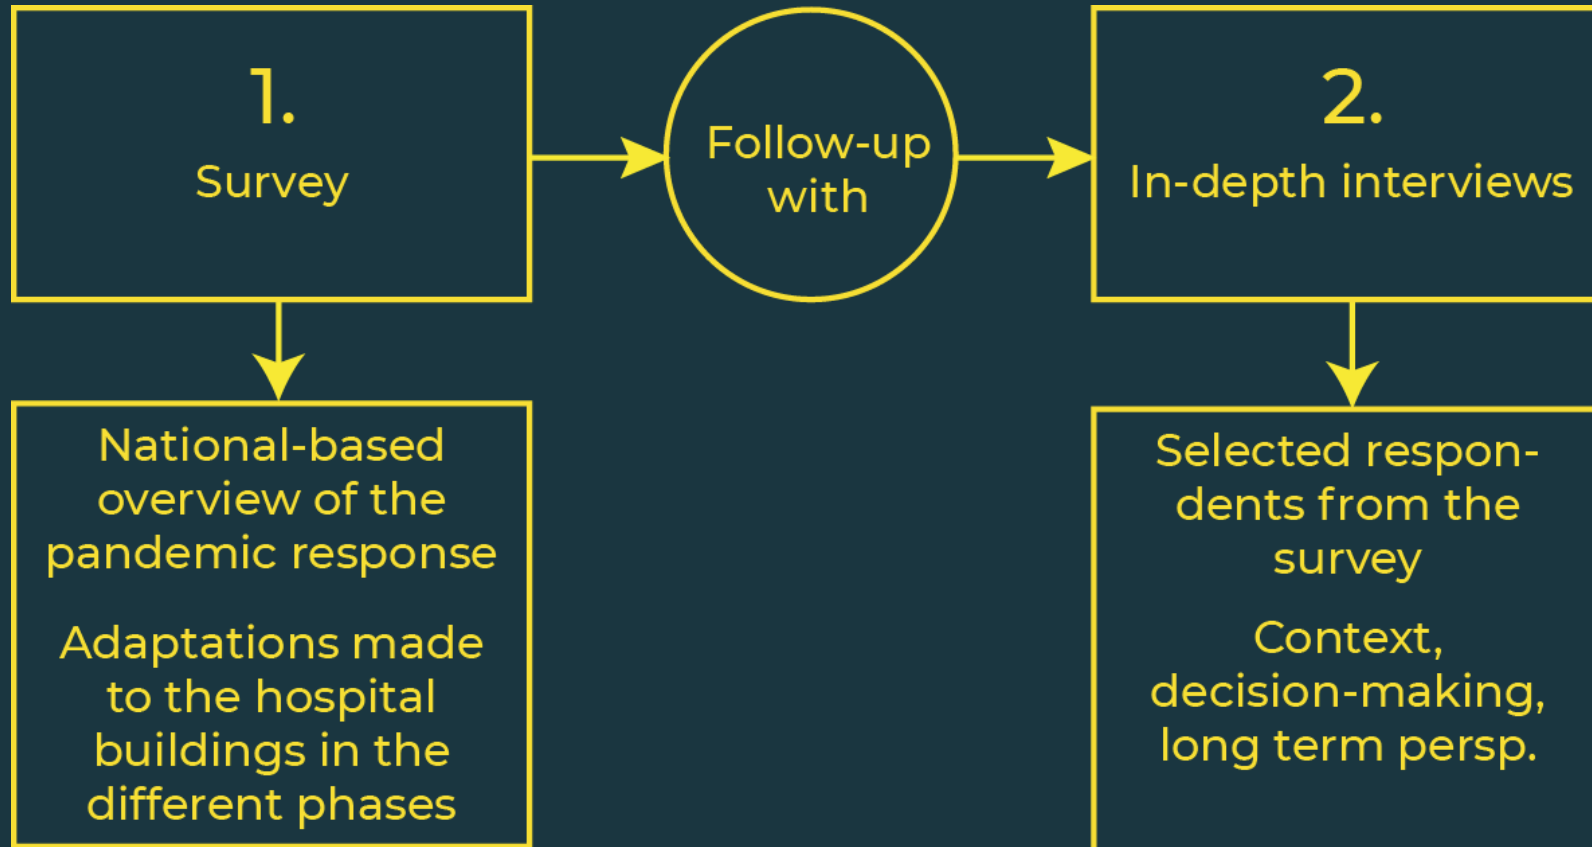 1.
Survey
Follow-up
with
2.
In-depth interviews
National-based
overview of the
pandemic response
Adaptations made
to the hospital
buildings in the
different phases
Selected respon-
dents from the
survey
Context,
decision-making,
long term persp.